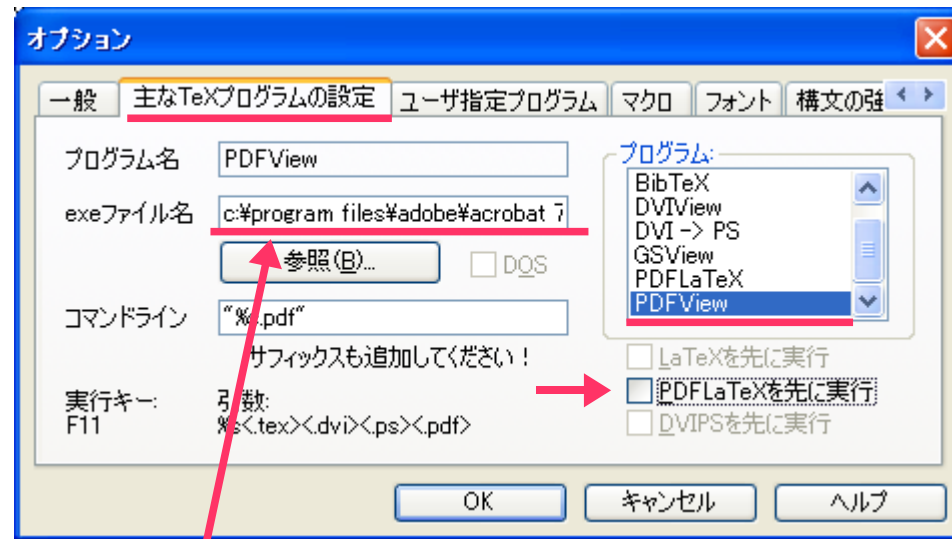 オプション
一般 主なTeXプログラムの設定 ユーザ指定プログラム マクロ フォント 構文の強
プログラム名 PDFView
exeファイル名 c:¥program files¥adobe¥acrobat 7
参照(B)... DOS
コマンドライン .pdf"
サフィックスも追加してください！
実行キー:
F11
引数:
%s<.tex><.dvi><.ps><.pdf>
プログラム:
BibTeX
DVIView
DVI -> PS
GSView
PDFLaTeX
PDFView
LaTeXを先に実行
PDFLaTeXを先に実行
DVIPSを先に実行
OK キャンセル ヘルプ